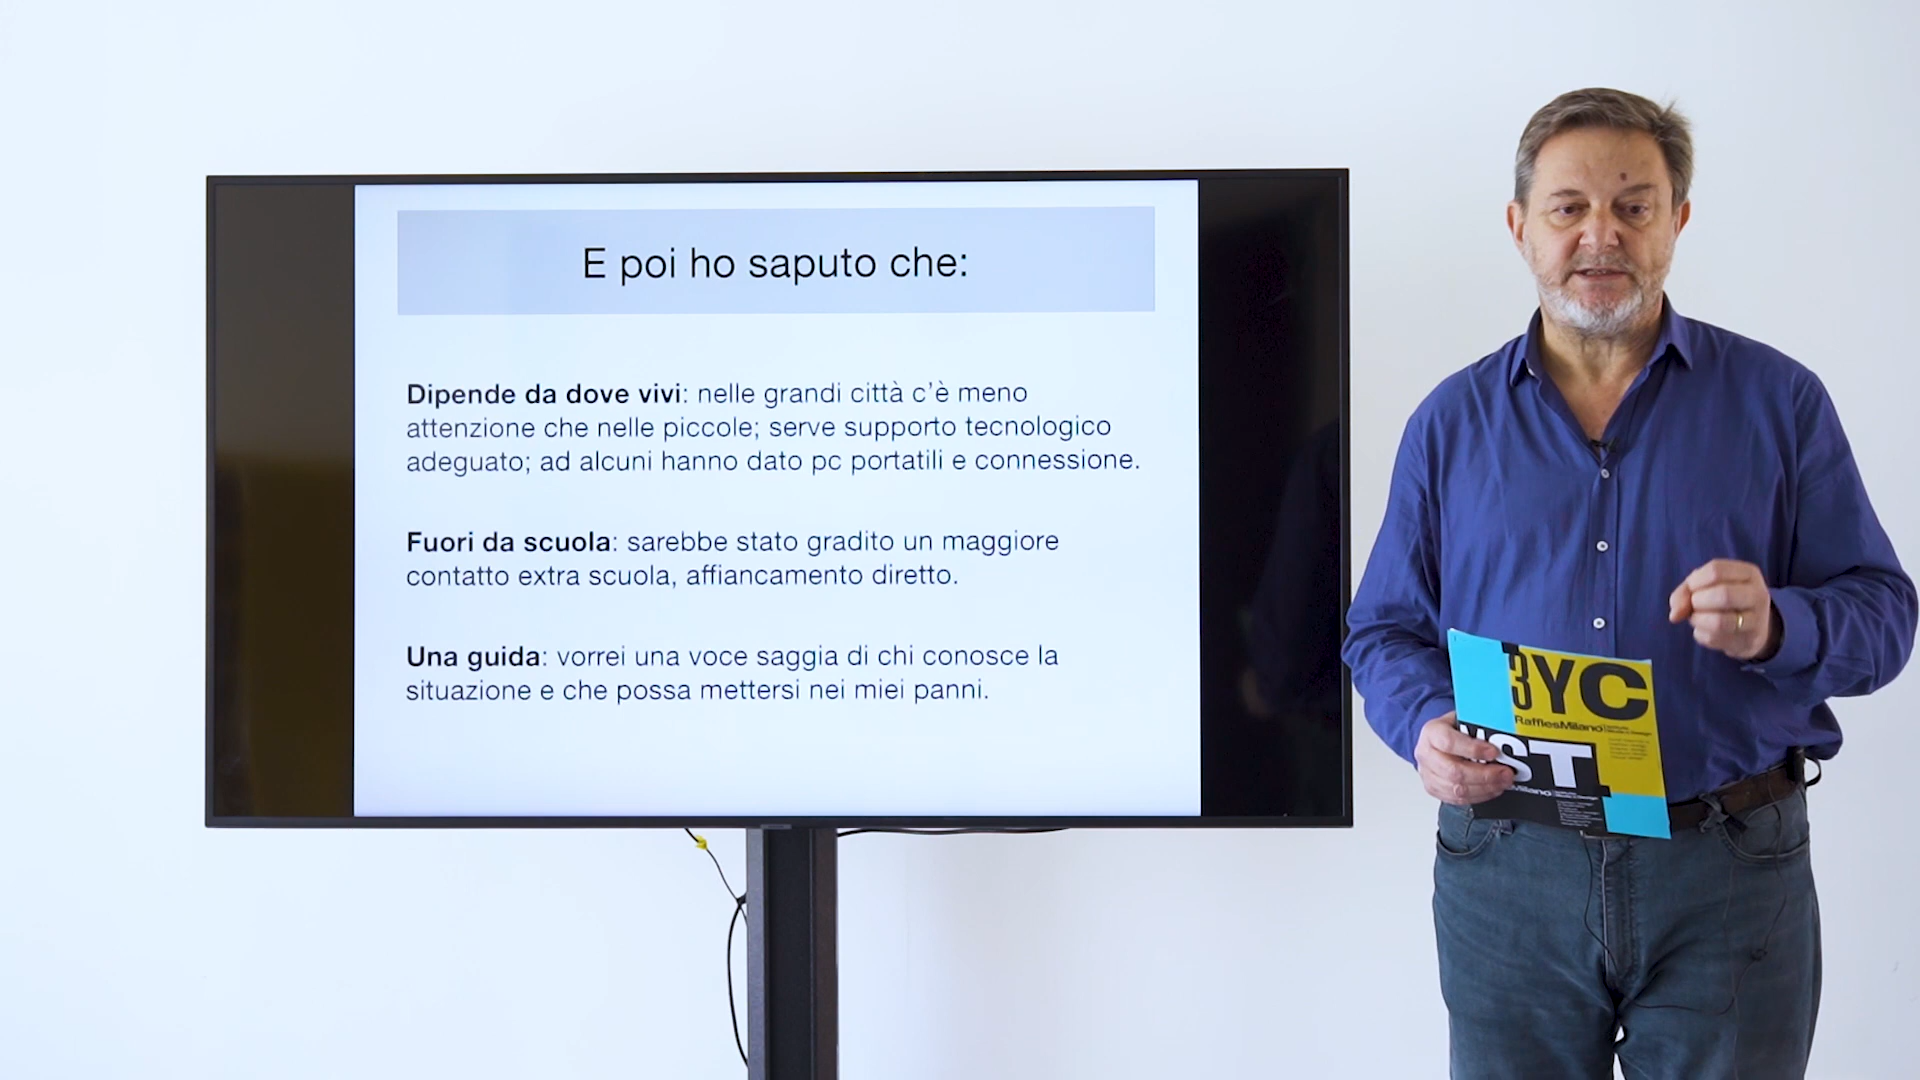 E poi ho saputo che:
Dipende da dove vivi: nelle grandi città c'è meno
attenzione che nelle piccole; serve supporto tecnologico
adeguato; ad alcuni hanno dato pc portatili e connessione.
Fuori da scuola: sarebbe stato gradito un maggiore
contatto extra scuola, affiancamento diretto.
Una guida: vorrei una voce saggia di chi conosce la
situazione e che possa mettersi nei miei panni.
3YC
RafflesMilano
ST
Milano